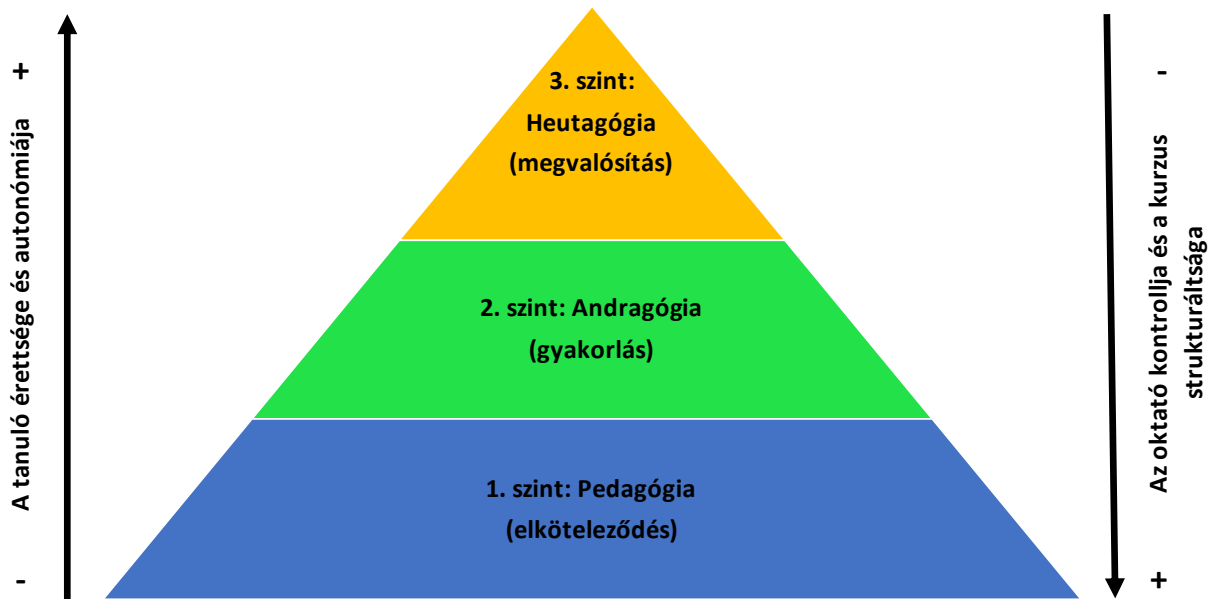 +
A tanuló érettsége és autonómiája
-
3. szint:
Heutagógia
(megvalósítás)
2. szint: Andragógia
(gyakorlás)
1. szint: Pedagógia
(elköteleződés)
-
Az oktató kontrollja és a kurzus
strukturáltsága
+